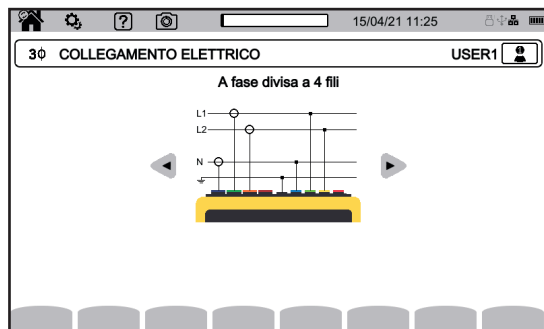 15/04/21 11:25
3Φ COLLEGAMENTO ELETTRICO USER1
A fase divisa a 4 fili
L1
L2
N